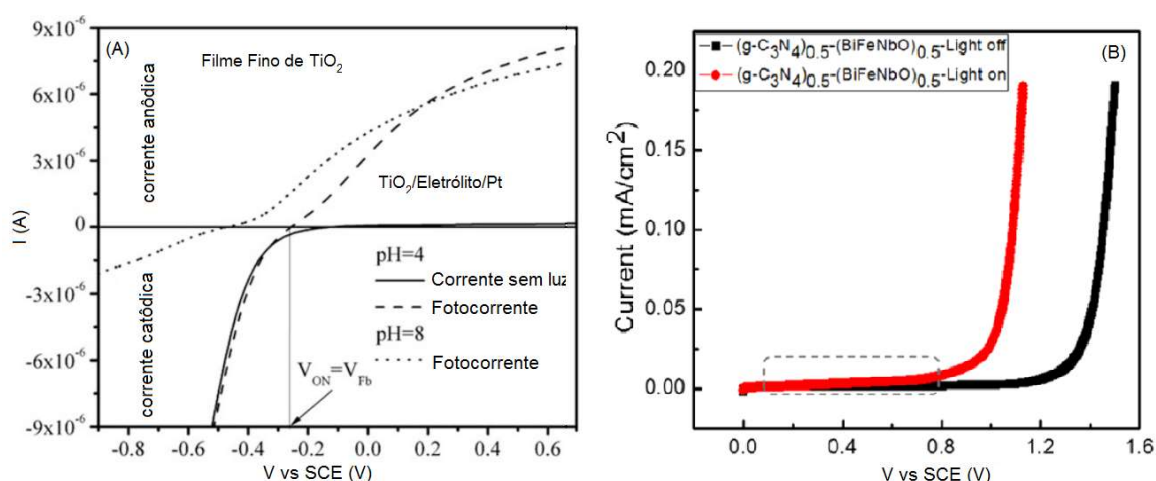 (A)
Filme Fino de TiO₂
9x10⁻⁶
6x10⁻⁶
3x10⁻⁶
0
-3x10⁻⁶
-6x10⁻⁶
-9x10⁻⁶
I (A)
corrente anôdica
corrente catôdica
TiO₂/Eletrólito/Pt
pH=4
Corrente sem luz
Fotocorrente
pH=8
Fotocorrente
V_ON=V_Fb
-0.8 -0.6 -0.4 -0.2 0.0 0.2 0.4 0.6
V vs SCE (V)
(g-C₃N₄)0.5-(BiFeNbO)0.5-Light off
(g-C₃N₄)0.5-(BiFeNbO)0.5-Light on
(B)
0.20
0.15
0.10
0.05
0.00
Current (mA/cm²)
0.0 0.4 0.8 1.2 1.6
V vs SCE (V)